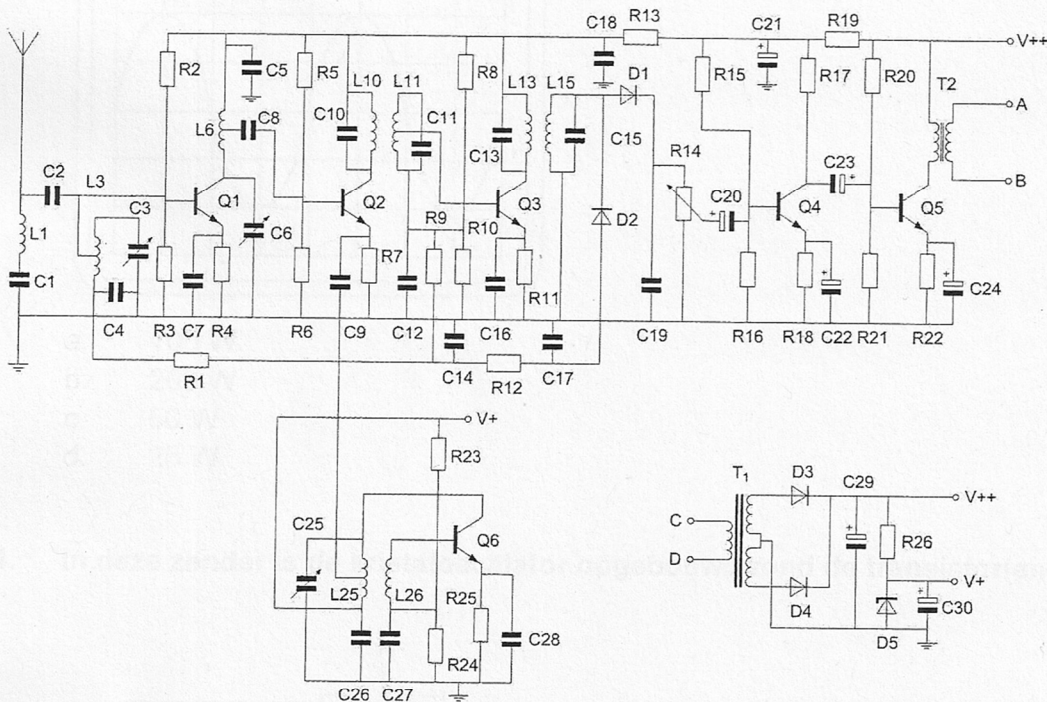 C18 R13 C21 R19
V++
R2 C5 R5 L10 L11 R8 L13 L15 D1 R15 R17 R20 T2
C8 C10 C11 A
L6 C13 C15 R14 C23
C2 L3 C20 B
C3 Q1 Q2 Q3 D2 Q4 Q5
L1 C6 R9 R10
R7
C1 R11 C24
C4 R3 C7 R4 R6 C9 C12 C16 C19 R16 R18 C22 R21 R22
R1 C14 R12 C17
V+
R23
T1 D3 C29 V++
C25 Q6 C
R26
D
L25 L26 R25 D4 V+
C28 C30
R24 D5
C26 C27